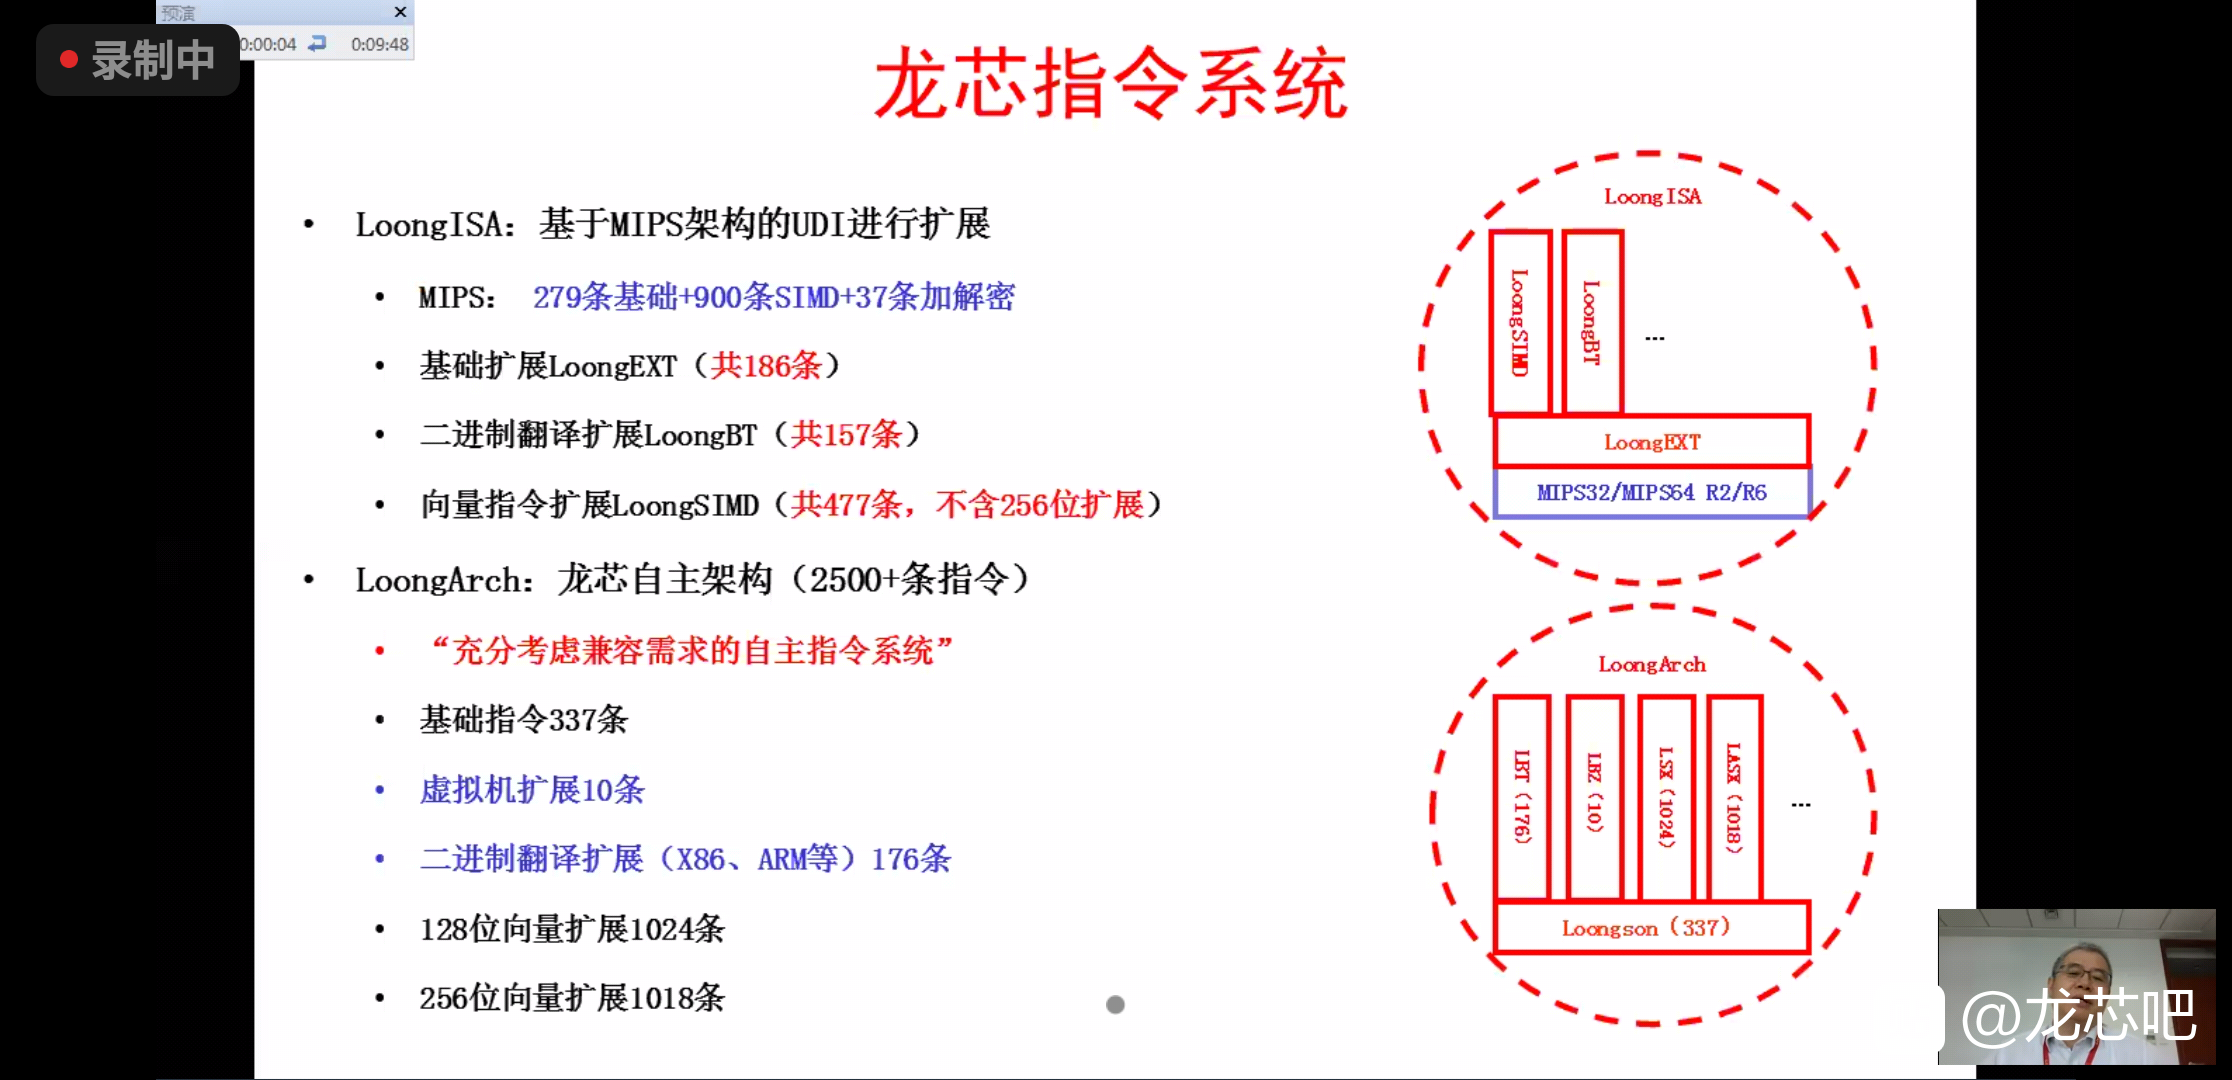 预演
录制中
0:00:04
0:09:48
龙芯指令系统
• LoongISA：基于MIPS架构的UDI进行扩展
• MIPS： 279条基础+900条SIMD+37条加解密
• 基础扩展LoongEXT（共186条）
• 二进制翻译扩展LoongBT（共157条）
• 向量指令扩展LoongSIMD（共477条，不含256位扩展）
• LoongArch：龙芯自主架构（2500+条指令）
• “充分考虑兼容需求的自主指令系统”
• 基础指令337条
• 虚拟机扩展10条
• 二进制翻译扩展（X86、ARM等）176条
• 128位向量扩展1024条
• 256位向量扩展1018条
LoongISA
LoongSIMD
LoongBT
...
LoongEXT
MIPS32/MIPS64 R2/R6
LoongArch
LBT（176）
LBZ（10）
LSX（1024）
LASX（1018）
...
Loongson（337）
@龙芯吧